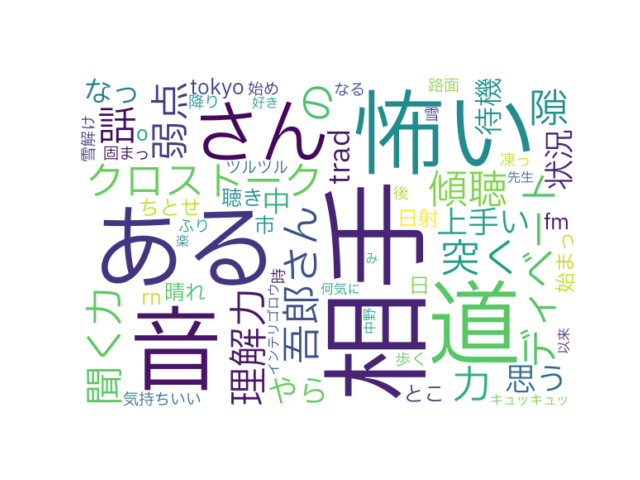 なっ
tokyo
始め
なる
路面
降り
好き
雪
雪解け
話
o
固まっ
弱点
さん
の
怖い
待機
隙
状況
trad
ツルツル
クロストーク
聴き
中
傾聴
凍っ
先生
ちとせ
ある
ふり
楽
市
吾郎さん
後
日射
上手い
fm
始まっ
ディベート
相手
道
突く
み
rn
晴れ
時
インテリゴロウ
何気に
日
中野
聞く力
音
理解力
歩く
以来
気持ちいい
やら
とこ
力
思う
キュッキュッ